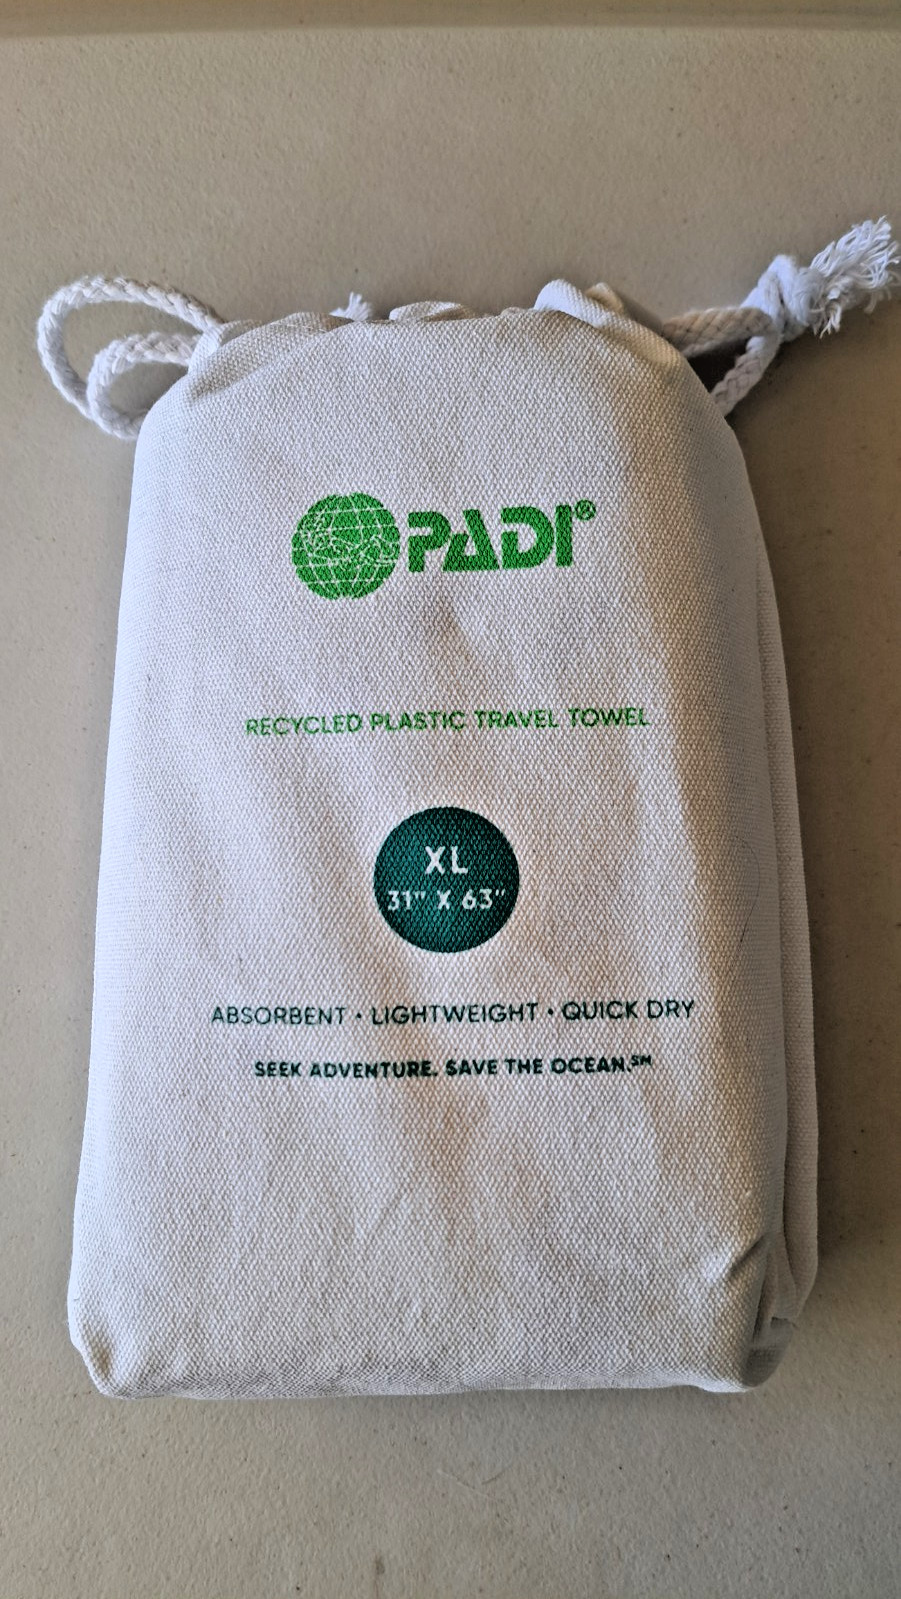 PADI®
RECYCLED PLASTIC TRAVEL TOWEL
XL
31" X 63"
ABSORBENT • LIGHTWEIGHT • QUICK DRY
SEEK ADVENTURE. SAVE THE OCEAN.℠